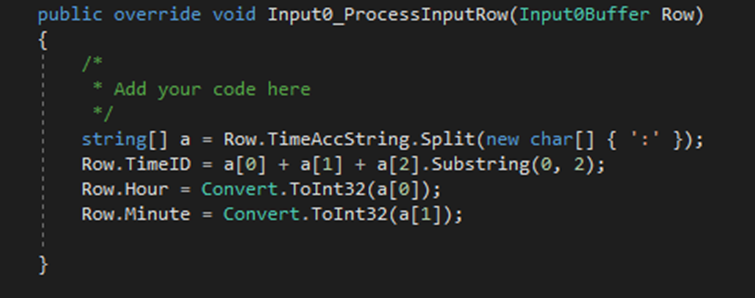 public override void Input0_ProcessInputRow(Input0Buffer Row)
{
/*
* Add your code here
*/
string[] a = Row.TimeAccString.Split(new char[] { ':' });
Row.TimeID = a[0] + a[1] + a[2].Substring(0, 2);
Row.Hour = Convert.ToInt32(a[0]);
Row.Minute = Convert.ToInt32(a[1]);
}